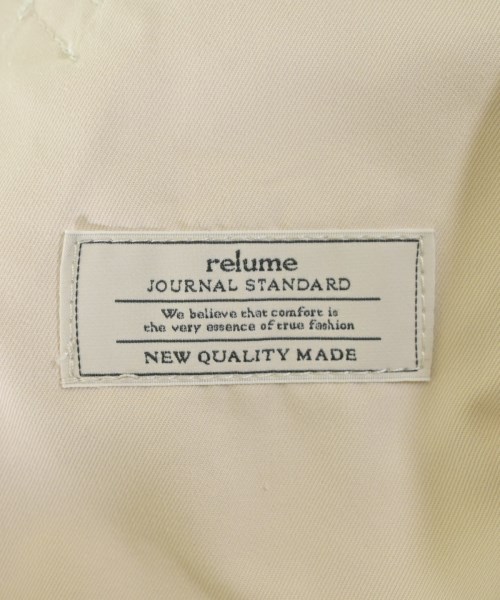 relume
JOURNAL STANDARD
We believe that comfort is
the very essence of true fashion
NEW QUALITY MADE